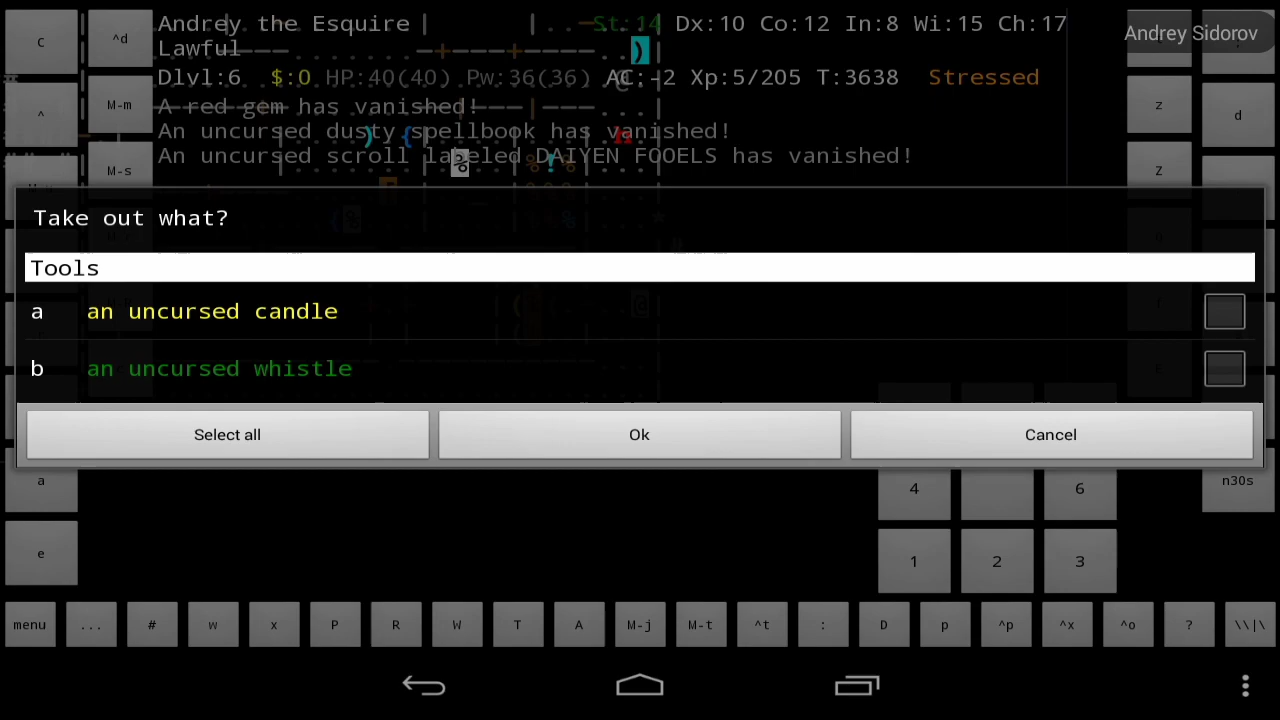 Andrey the Esquire St:14 Dx:10 Co:12 In:8 Wi:15 Ch:17
Lawful
Dlvl:6 $:0 HP:40(40) Pw:36(36) AC:-2 Xp:5/205 T:3638 Stressed
A red gem has vanished!
An uncursed dusty spellbook has vanished!
An uncursed scroll labeled DAIYEN FOOELS has vanished!
Andrey Sidorov
c
^d
^
M-m
M-s
z
d
Z
Take out what?
Tools
a an uncursed candle
b an uncursed whistle
Select all
Ok
Cancel
a
4
6
n30s
e
1
2
3
menu
...
#
w
x
P
R
W
T
A
M-j
M-t
^t
:
D
p
^p
^x
^o
?
\\|\